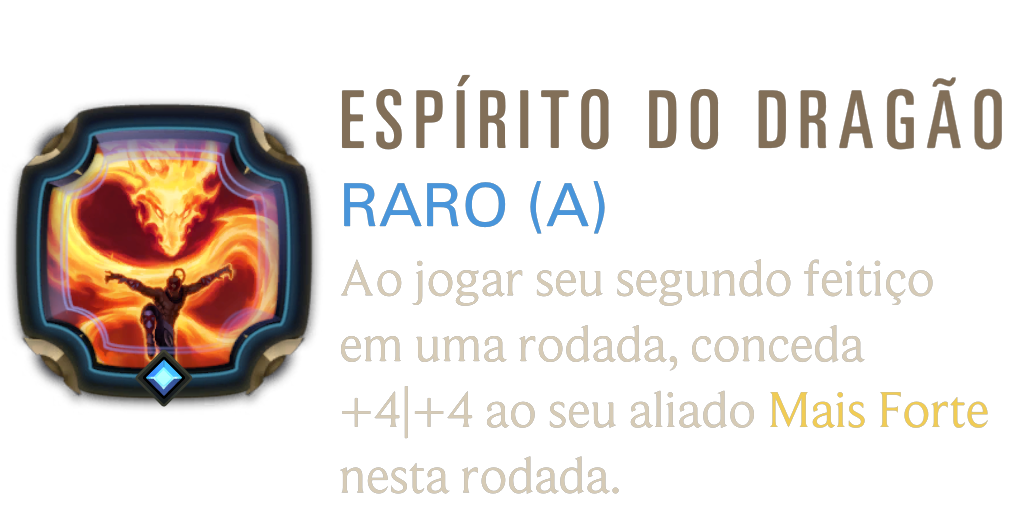 ESPÍRITO DO DRAGÃO
RARO (A)
Ao jogar seu segundo feitiço
em uma rodada, conceda
+4|+4 ao seu aliado Mais Forte
nesta rodada.